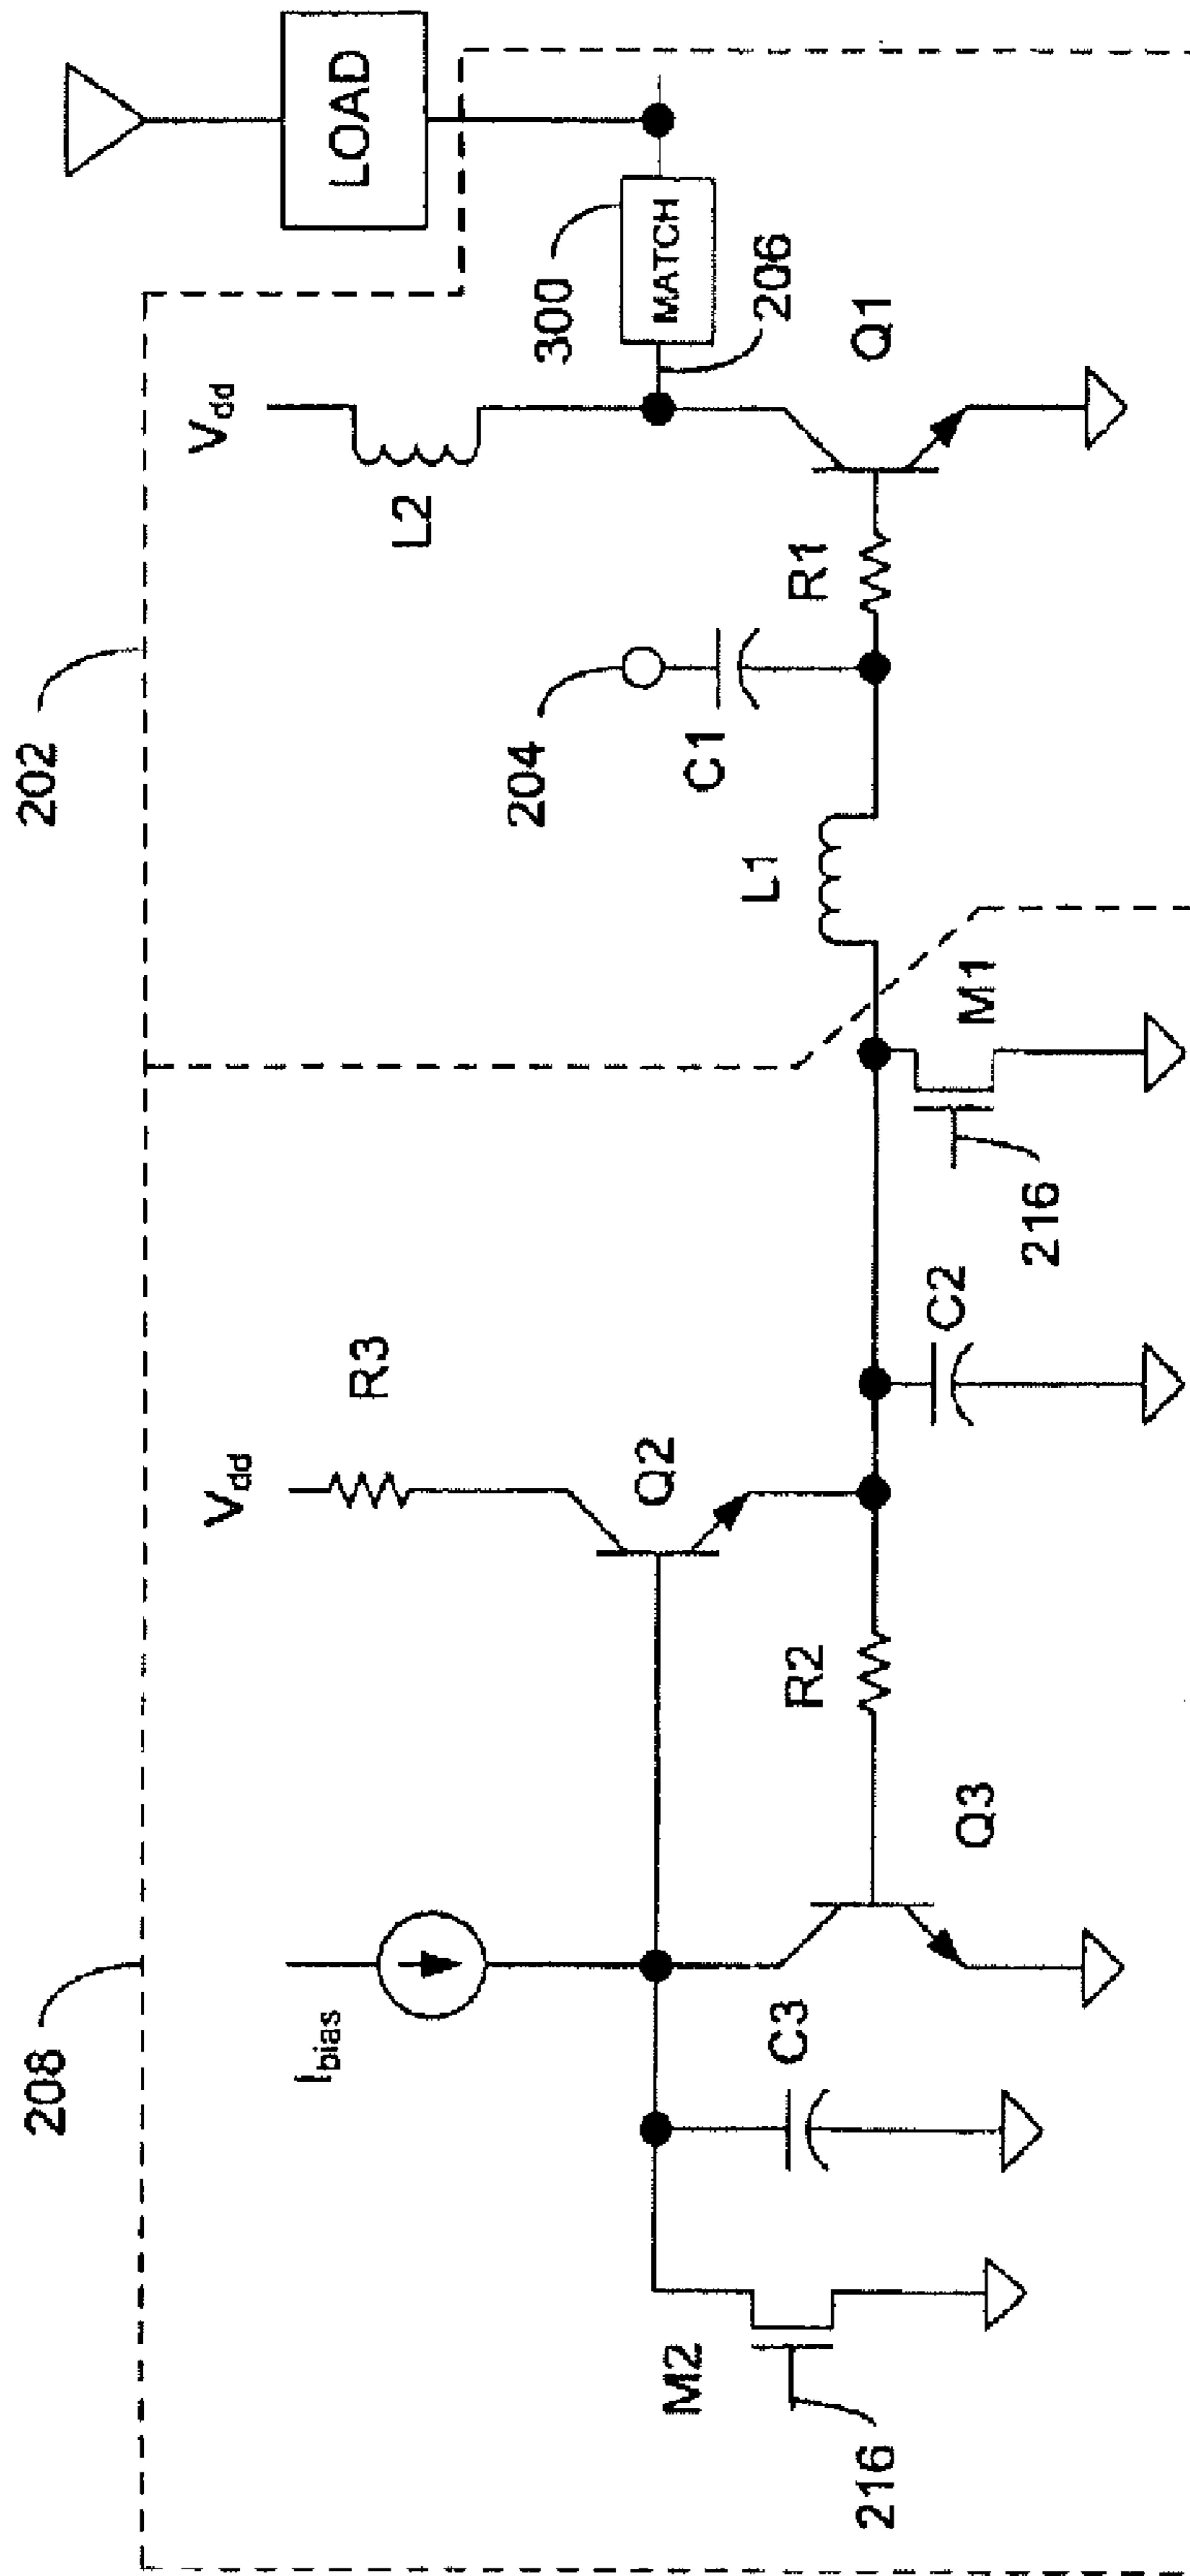 208
202
LOAD
Vdd
Vdd
Ibias
R3
L2
300
MATCH
206
204
C1
Q2
L1
R1
Q1
M2
C3
R2
C2
M1
216
Q3
216